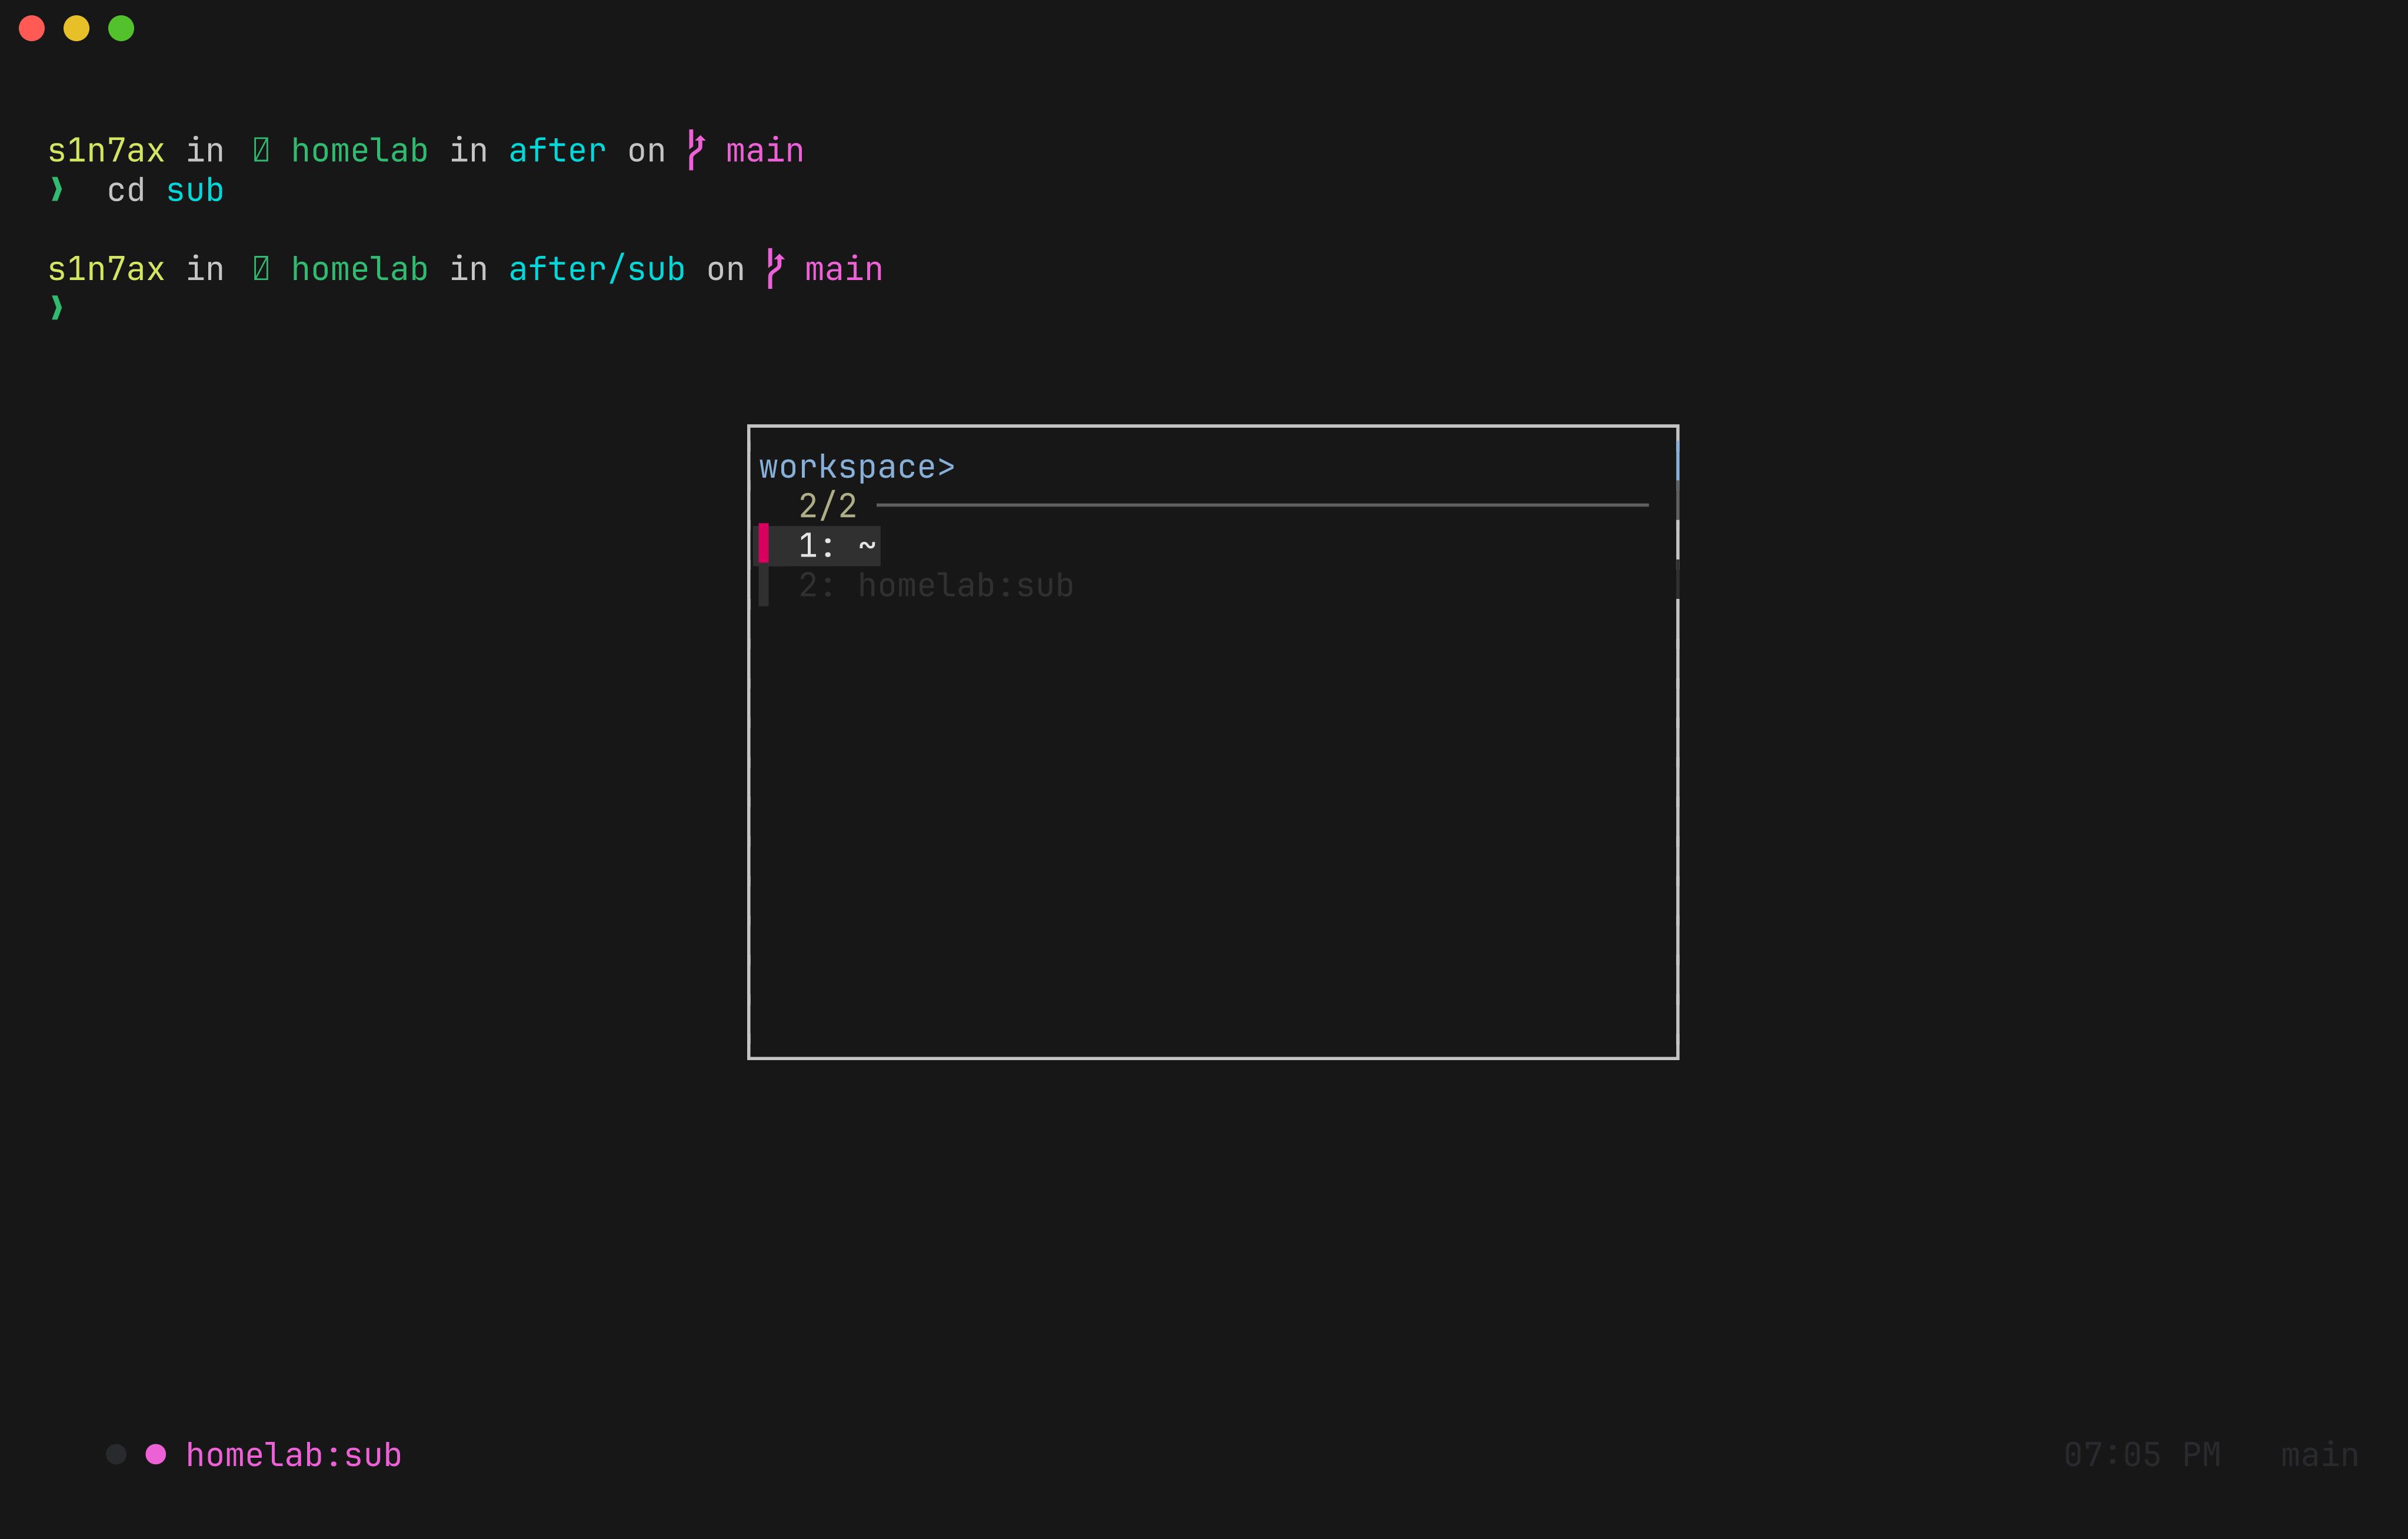 s1n7ax in homelab in after on main
❯ cd sub
s1n7ax in homelab in after/sub on main
❯
workspace>
2/2
1: ~
2: homelab:sub
homelab:sub
07:05 PM main